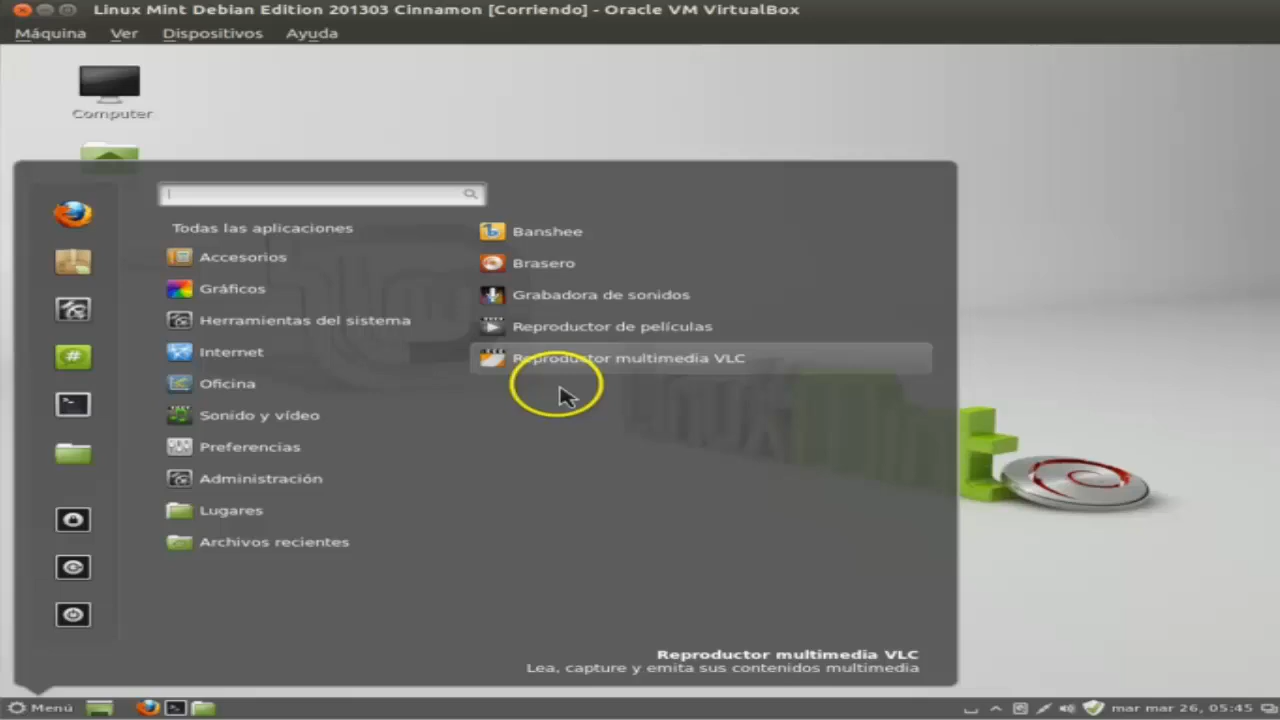 Linux Mint Debian Edition 201303 Cinnamon [Corriendo] - Oracle VM VirtualBox
Máquina Ver Dispositivos Ayuda
Computer
Todas las aplicaciones
Accesorios
Gráficos
Herramientas del sistema
Internet
Oficina
Sonido y vídeo
Preferencias
Administración
Lugares
Archivos recientes
Banshee
Brasero
Grabadora de sonidos
Reproductor de películas
Reproductor multimedia VLC
Reproductor multimedia VLC
Lea, capture y emita sus contenidos multimedia
Menú
mar mar 26, 05:45